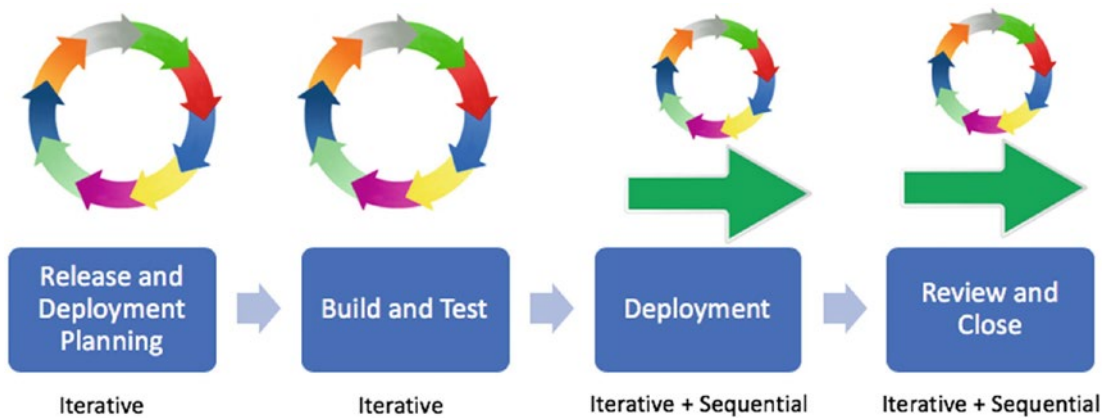 Release and
Deployment
Planning
Build and Test
Deployment
Review and
Close
Iterative
Iterative
Iterative + Sequential
Iterative + Sequential